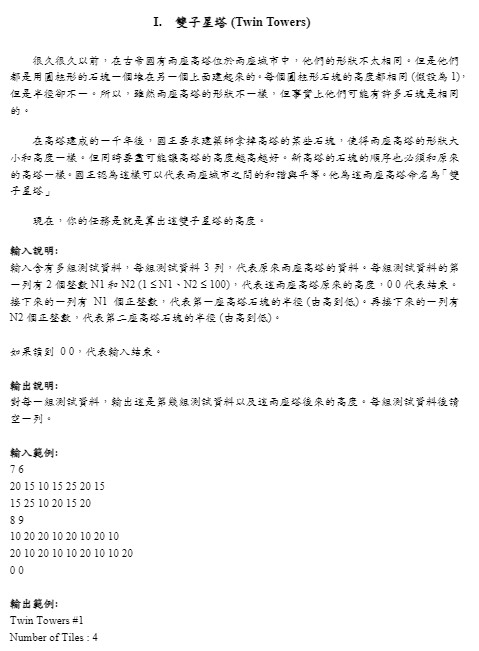 I. 雙子星塔 (Twin Towers)
很久很久以前，在古帝國有兩座高塔位於兩座城市中，他們的形狀不太相同。但是他們
都是用圓柱形的石塊一個堆在另一個上面建起來的。每個圓柱形石塊的高度都相同 (假設為 1)，
但是半徑卻不一。所以，雖然兩座高塔的形狀不一樣，但事實上他們可能有許多石塊是相同
的。
在高塔建成的一千年後，國王要求建築師拿掉高塔的某些石塊，使得兩座高塔的形狀大
小和高度一樣。但同時要盡可能讓高塔的高度越高越好。新高塔的石塊的順序也必須和原來
的高塔一樣。國王認為這樣可以代表兩座城市之間的和諧與平等。他為這兩座高塔命名為「雙
子星塔」
現在，你的任務是就是算出這雙子星塔的高度。
輸入說明:
輸入含有多組測試資料，每組測試資料 3 列，代表原來兩座高塔的資料。每組測試資料的第
一列有 2 個整數 N1 和 N2 (1 ≤ N1、N2 ≤ 100)，代表這兩座高塔原來的高度，0 0 代表結束。
接下來的一列有 N1 個正整數，代表第一座高塔石塊的半徑 (由高到低)。再接下來的一列有
N2 個正整數，代表第二座高塔石塊的半徑 (由高到低)。
如果指到 0 0，代表輸入結束。
輸出說明:
對每一組測試資料，輸出這是第幾組測試資料以及這兩座塔後來的高度。每組測試資料後請
空一列。
輸入範例:
7 6
20 15 10 15 25 20 15
15 25 10 20 15 20
8 9
10 20 20 10 20 10 20 10
20 10 20 10 10 20 10 10 20
0 0
輸出範例:
Twin Towers #1
Number of Tiles : 4